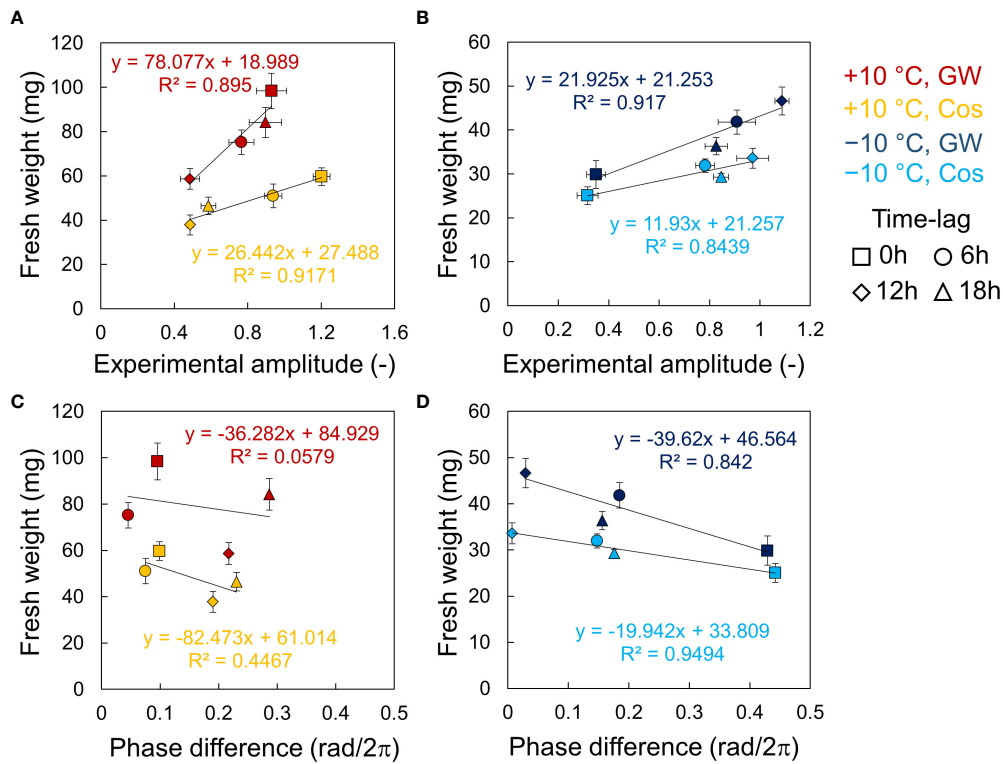 A
120
100
80
60
40
20
0
Fresh weight (mg)
y = 78.077x + 18.989
R² = 0.895
y = 26.442x + 27.488
R² = 0.9171
0 0.4 0.8 1.2 1.6
Experimental amplitude (-)
B
60
50
40
30
20
10
0
Fresh weight (mg)
y = 21.925x + 21.253
R² = 0.917
y = 11.93x + 21.257
R² = 0.8439
0 0.2 0.4 0.6 0.8 1 1.2
Experimental amplitude (-)
+10 °C, GW
+10 °C, Cos
−10 °C, GW
−10 °C, Cos
Time-lag
0h 6h
12h 18h
C
120
100
80
60
40
20
0
Fresh weight (mg)
y = -36.282x + 84.929
R² = 0.0579
y = -82.473x + 61.014
R² = 0.4467
0 0.1 0.2 0.3 0.4 0.5
Phase difference (rad/2π)
D
60
50
40
30
20
10
0
Fresh weight (mg)
y = -39.62x + 46.564
R² = 0.842
y = -19.942x + 33.809
R² = 0.9494
0 0.1 0.2 0.3 0.4 0.5
Phase difference (rad/2π)